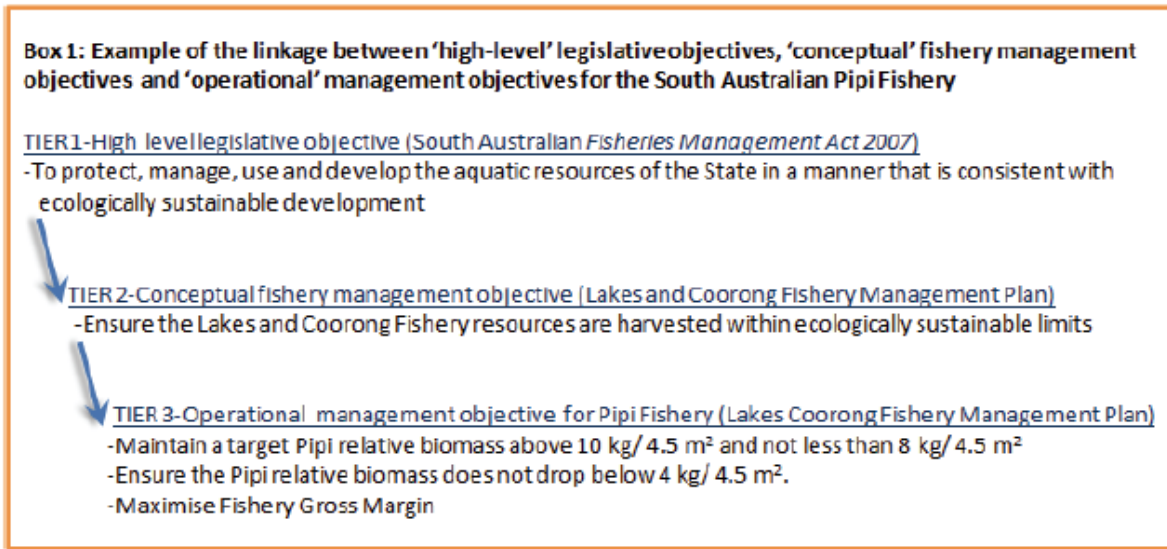 Box 1: Example of the linkage between 'high-level' legislative objectives, 'conceptual' fishery management
objectives and 'operational' management objectives for the South Australian Pipi Fishery
TIER 1-High level legislative objective (South Australian Fisheries Management Act 2007)
-To protect, manage, use and develop the aquatic resources of the State in a manner that is consistent with
ecologically sustainable development
TIER 2-Conceptual fishery management objective (Lakes and Coorong Fishery Management Plan)
-Ensure the Lakes and Coorong Fishery resources are harvested within ecologically sustainable limits
TIER 3-Operational management objective for Pipi Fishery (Lakes Coorong Fishery Management Plan)
-Maintain a target Pipi relative biomass above 10 kg/ 4.5 m² and not less than 8 kg/ 4.5 m²
-Ensure the Pipi relative biomass does not drop below 4 kg/ 4.5 m².
-Maximise Fishery Gross Margin